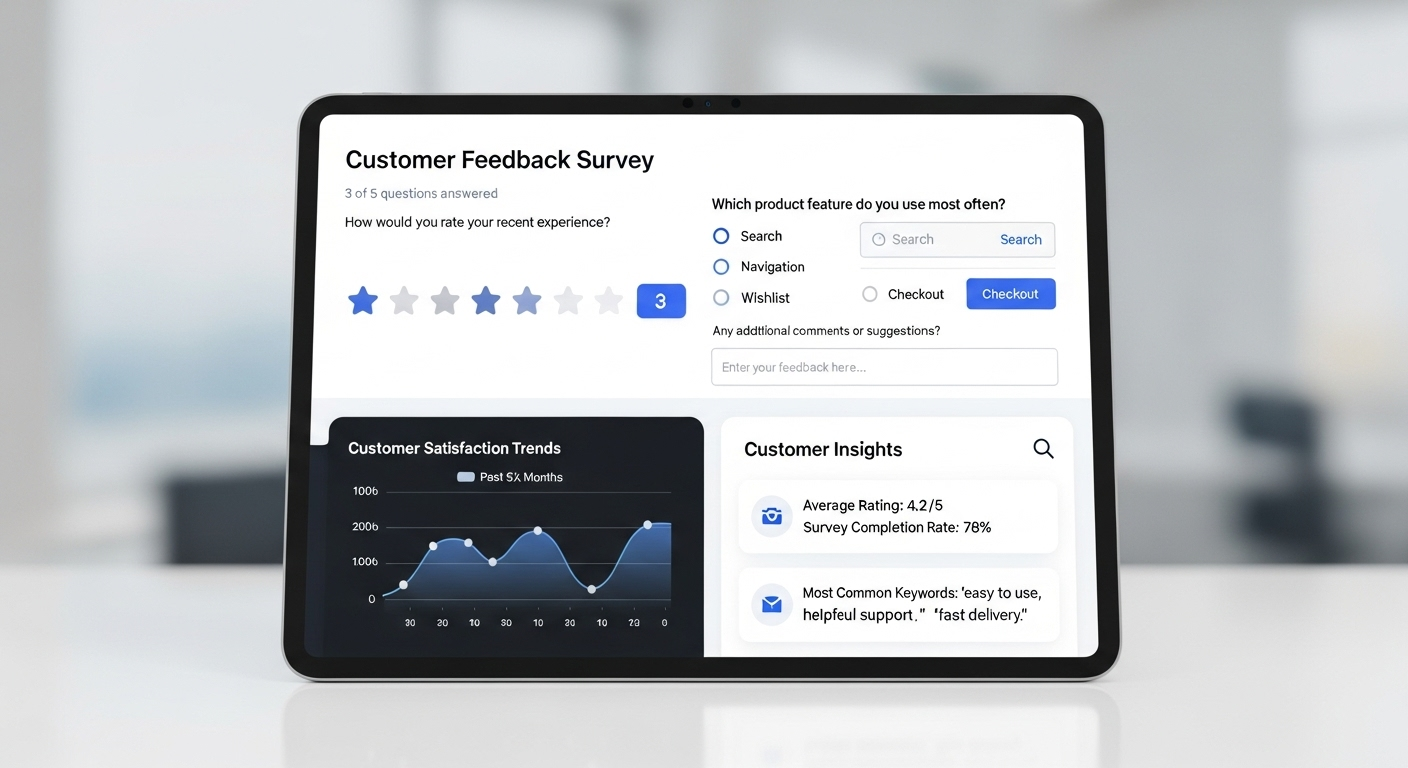 Customer Feedback Survey
3 of 5 questions answered
How would you rate your recent experience?
3
Which product feature do you use most often?
Search
Search
Search
Navigation
Wishlist
Checkout
Checkout
Any addtlional comments or suggestions?
Enter your feedback here...
Customer Satisfaction Trends
Past Months
100б
200б
1.00б
0
30 20 10 30 10 20 10 20 0
Customer Insights
Average Rating: 4.2/5
Survey Completion Rate: 78%
Most Common Keywords: 'easy to use,
helpfeul support." "fast delivery."